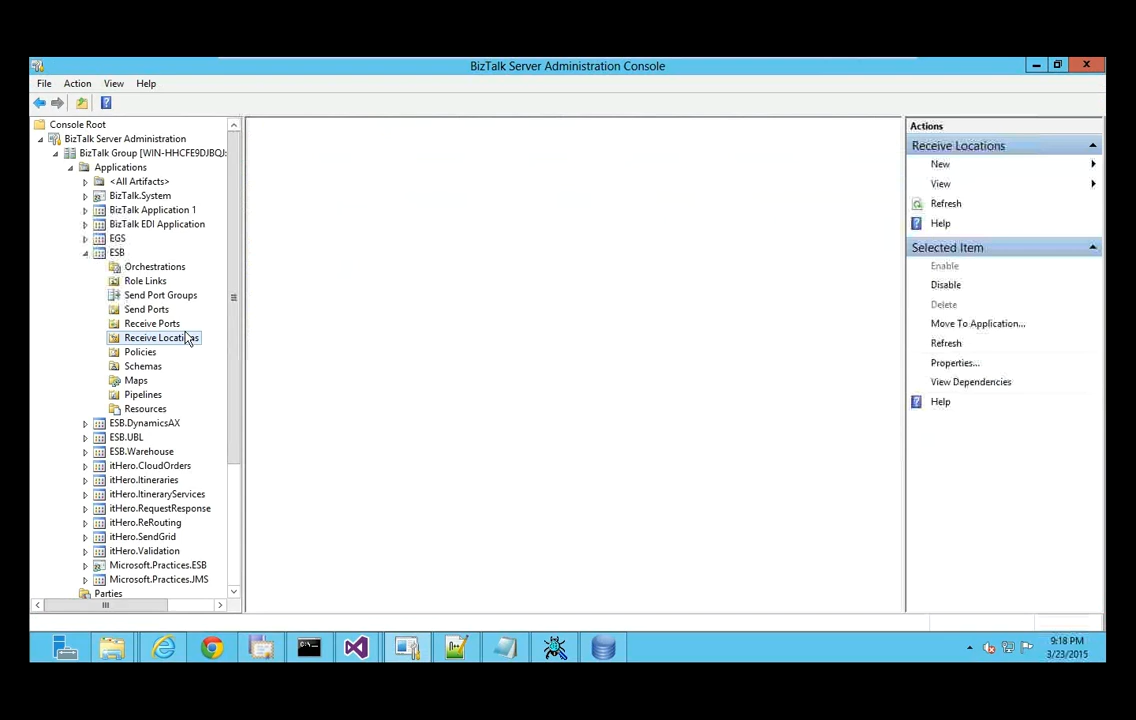 BizTalk Server Administration Console
File Action View Help
Console Root
BizTalk Server Administration
BizTalk Group [WIN-HHCFE9DJBQJ:
Applications
<All Artifacts>
BizTalk.System
BizTalk Application 1
BizTalk EDI Application
EGS
ESB
Orchestrations
Role Links
Send Port Groups
Send Ports
Receive Ports
Receive Locations
Policies
Schemas
Maps
Pipelines
Resources
ESB.DynamicsAX
ESB.UBL
ESB.Warehouse
itHero.CloudOrders
itHero.Itineraries
itHero.ItineraryServices
itHero.RequestResponse
itHero.ReRouting
itHero.SendGrid
itHero.Validation
Microsoft.Practices.ESB
Microsoft.Practices.JMS
Parties
Actions
Receive Locations
New
View
Refresh
Help
Selected Item
Enable
Disable
Delete
Move To Application...
Refresh
Properties...
View Dependencies
Help
9:18 PM
3/23/2015